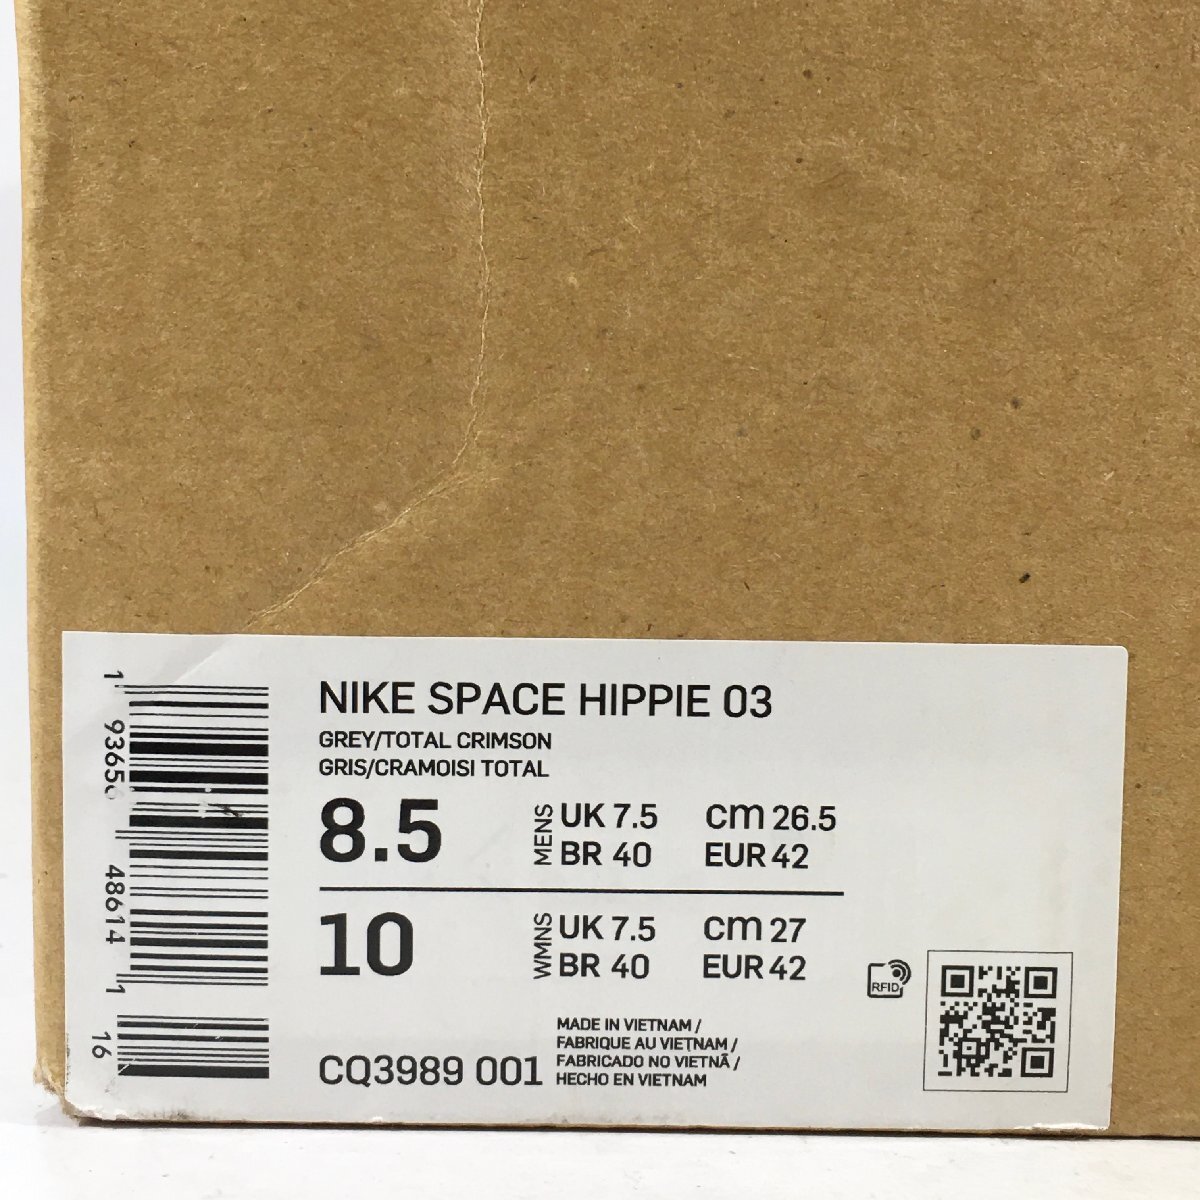 NIKE SPACE HIPPIE 03
GREY/TOTAL CRIMSON
GRIS/CRAMOISI TOTAL
8.5
MENS
UK 7.5 cm 26.5
BR 40 EUR 42
10
WMNS
UK 7.5 cm 27
BR 40 EUR 42
CQ3989 001
MADE IN VIETNAM /
FABRIQUE AU VIETNAM /
FABRICADO NO VIETNÃ /
HECHO EN VIETNAM
RFID
1 48614 1
16